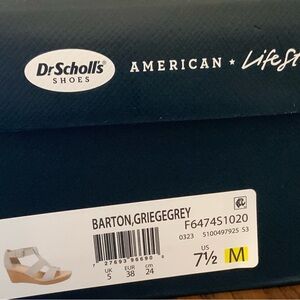 Dr Scholl's
SHOES
AMERICAN ★ LifeSt
BARTON,GRIEGEGREY
F6474S1020
0323 S100497925 S3
UK
5
EUR
38
cm
24
US
7½ M